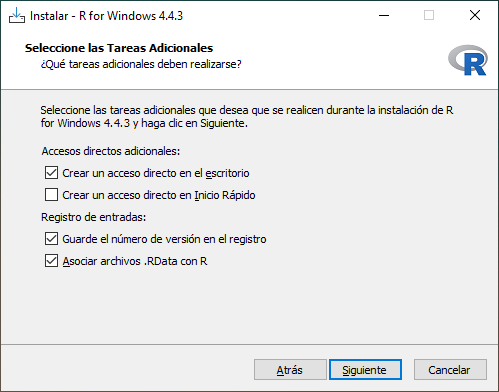 Instalar - R for Windows 4.4.3
Seleccione las Tareas Adicionales
¿Qué tareas adicionales deben realizarse?
R
Seleccione las tareas adicionales que desea que se realicen durante la instalación de R
for Windows 4.4.3 y haga clic en Siguiente.
Accesos directos adicionales:
Crear un acceso directo en el escritorio
Crear un acceso directo en Inicio Rápido
Registro de entradas:
Guarde el número de versión en el registro
Asociar archivos .RData con R
Atrás Siguiente Cancelar